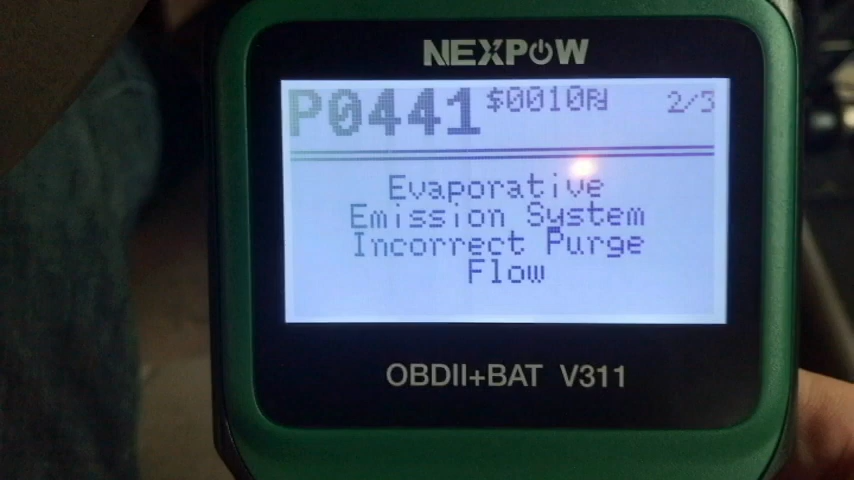 NEXPOW
P0441 $0010 2/3
Evaporative
Emission System
Incorrect Purge
Flow
OBDII+BAT V311